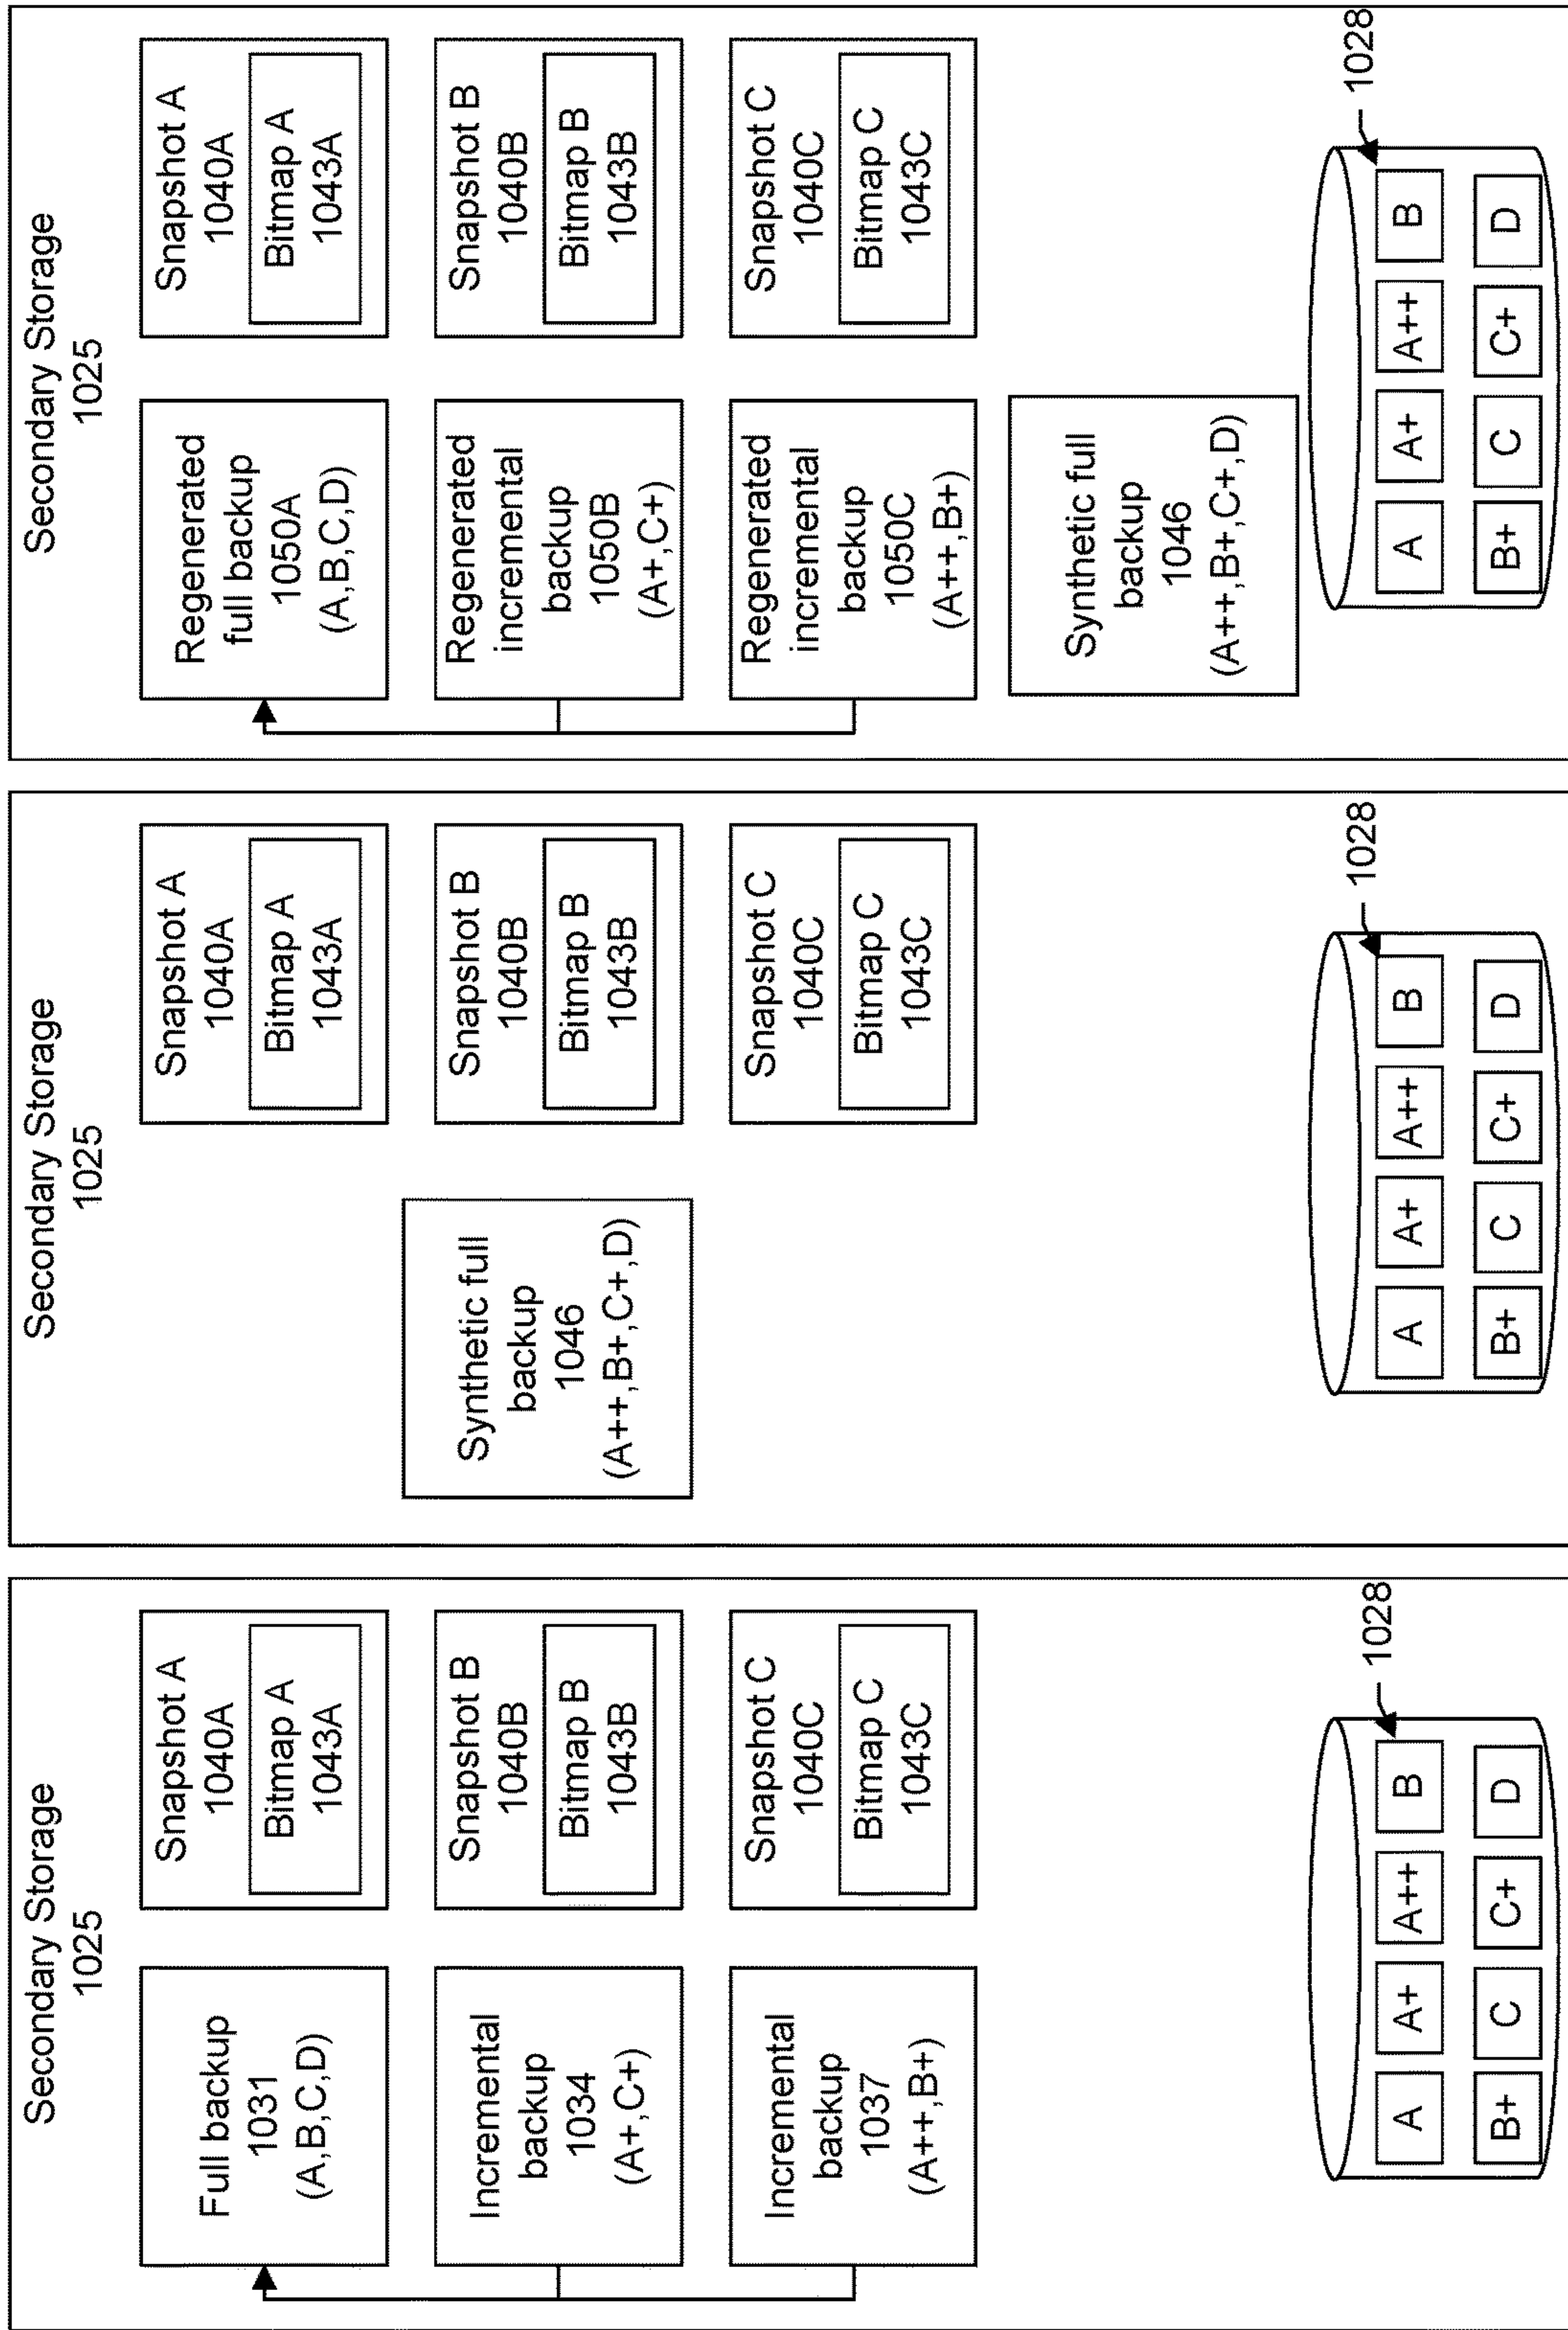 Secondary Storage
1025
Full backup
1031
(A,B,C,D)
Snapshot A
1040A
Bitmap A
1043A
Incremental
backup
1034
(A+,C+)
Snapshot B
1040B
Bitmap B
1043B
Incremental
backup
1037
(A++,B+)
Snapshot C
1040C
Bitmap C
1043C
1028
A A+ A++ B
B+ C C+ D
Secondary Storage
1025
Snapshot A
1040A
Bitmap A
1043A
Synthetic full
backup
1046
(A++,B+,C+,D)
Snapshot B
1040B
Bitmap B
1043B
Snapshot C
1040C
Bitmap C
1043C
1028
A A+ A++ B
B+ C C+ D
Secondary Storage
1025
Regenerated
full backup
1050A
(A,B,C,D)
Snapshot A
1040A
Bitmap A
1043A
Regenerated
incremental
backup
1050B
(A+,C+)
Snapshot B
1040B
Bitmap B
1043B
Regenerated
incremental
backup
1050C
(A++,B+)
Snapshot C
1040C
Bitmap C
1043C
Synthetic full
backup
1046
(A++,B+,C+,D)
1028
A A+ A++ B
B+ C C+ D